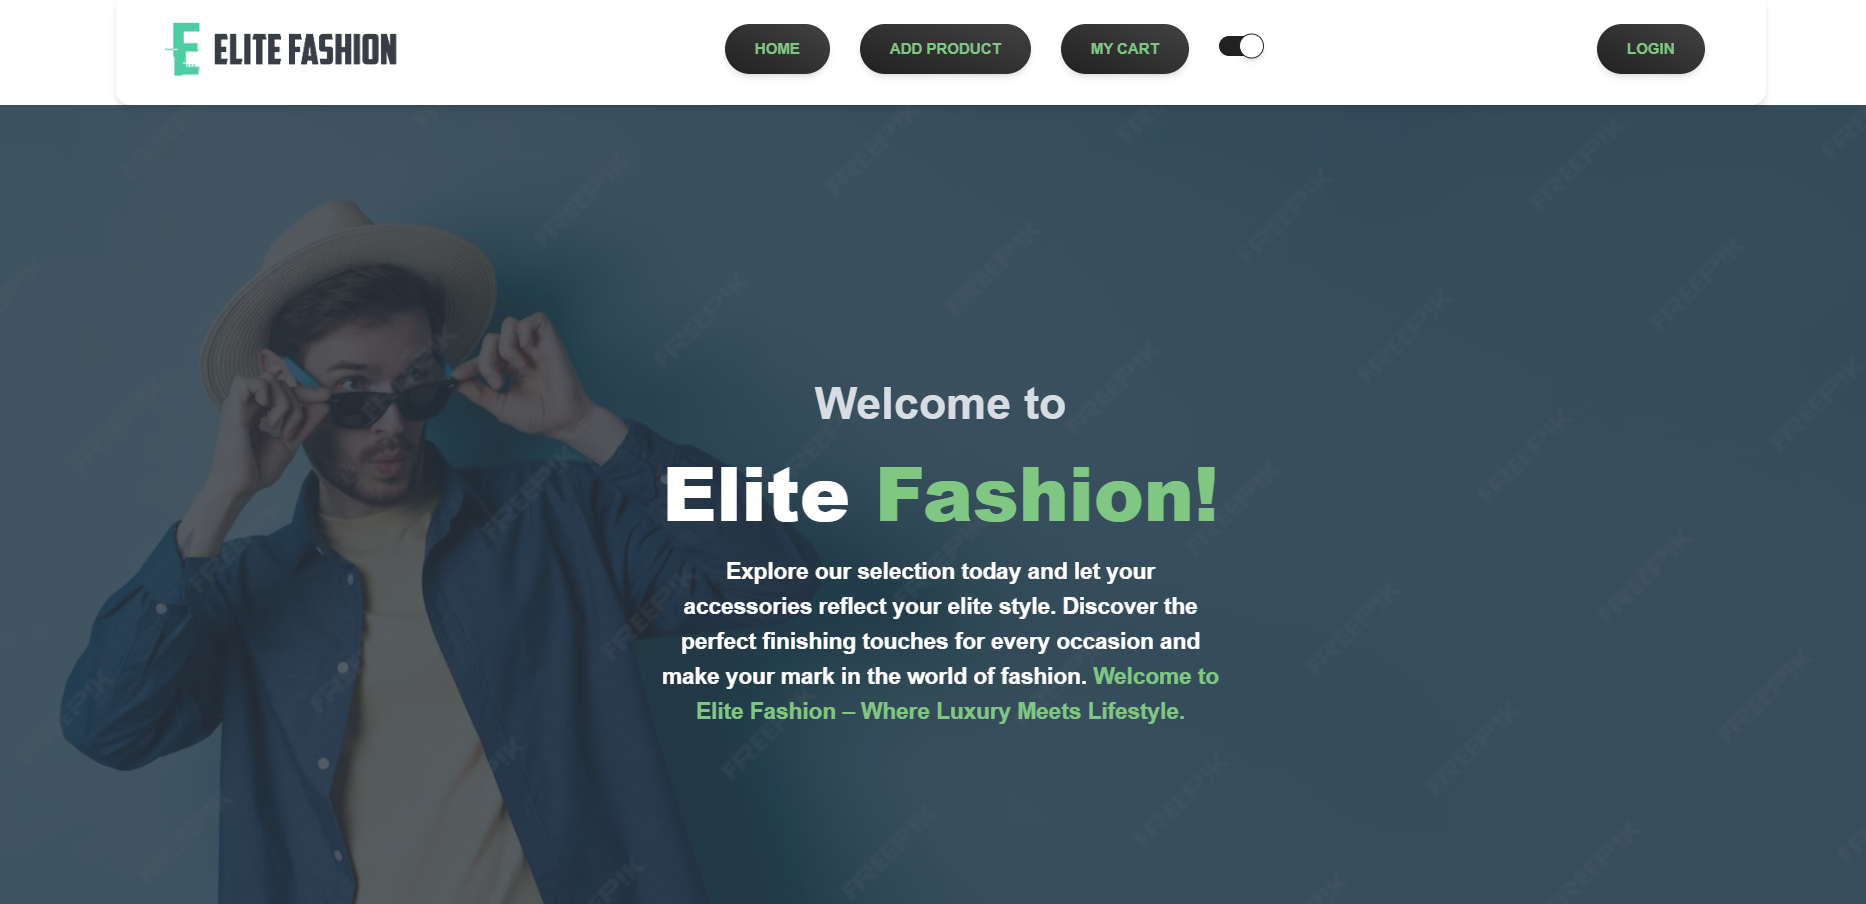 ELITE FASHION
HOME
ADD PRODUCT
MY CART
LOGIN
Welcome to
Elite Fashion!
Explore our selection today and let your
accessories reflect your elite style. Discover the
perfect finishing touches for every occasion and
make your mark in the world of fashion. Welcome to
Elite Fashion – Where Luxury Meets Lifestyle.
FREEPIK